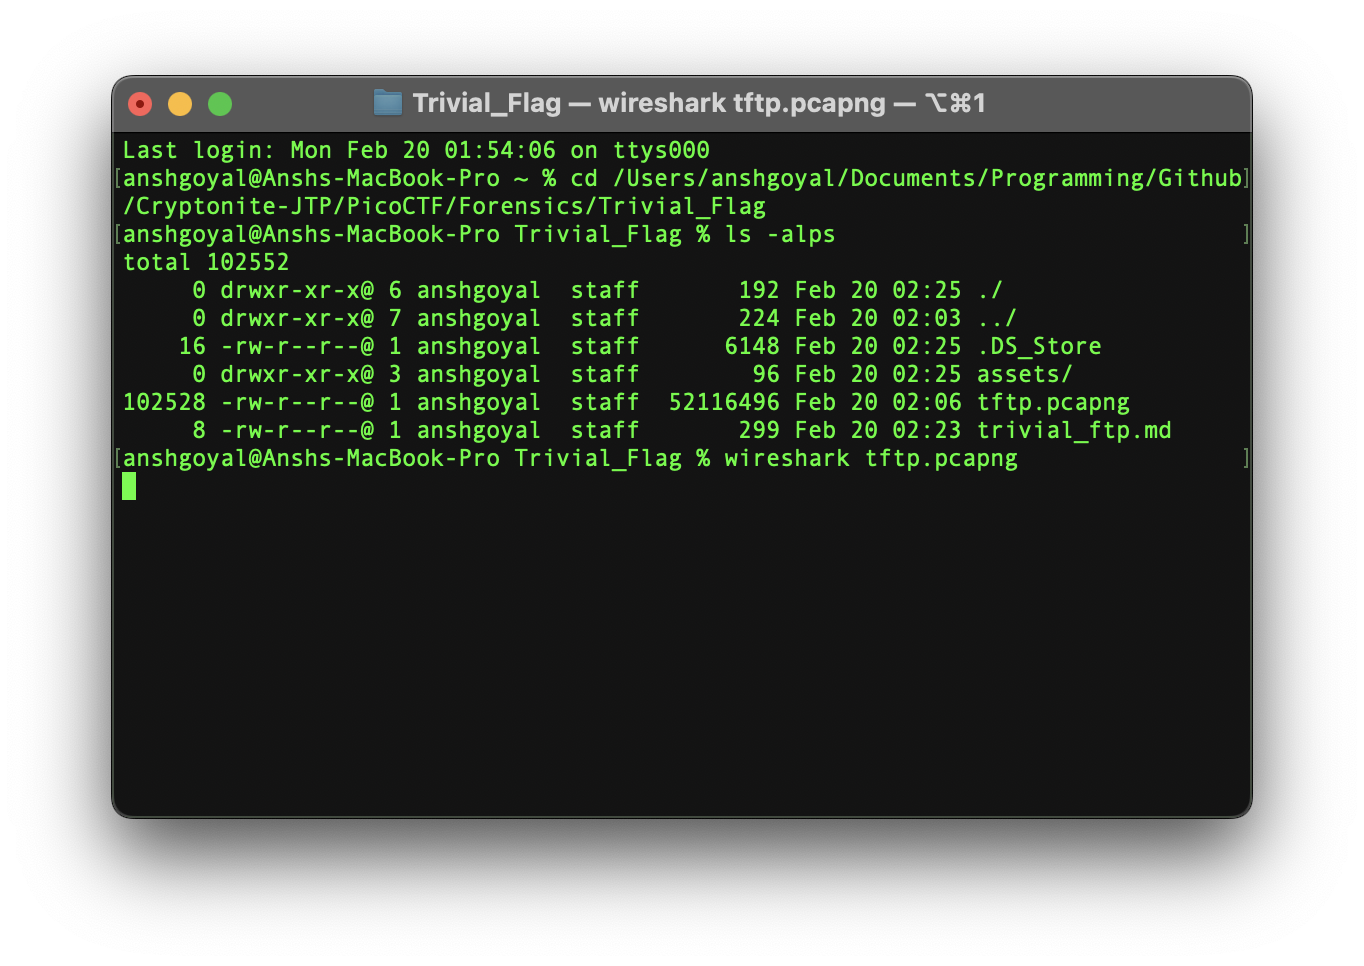 Trivial_Flag — wireshark tftp.pcapng — ⌥⌘1
Last login: Mon Feb 20 01:54:06 on ttys000
[anshgoyal@Anshs-MacBook-Pro ~ % cd /Users/anshgoyal/Documents/Programming/Github]
/Cryptonite-JTP/PicoCTF/Forensics/Trivial_Flag
[anshgoyal@Anshs-MacBook-Pro Trivial_Flag % ls -alps ]
total 102552
     0 drwxr-xr-x@ 6 anshgoyal  staff       192 Feb 20 02:25 ./
     0 drwxr-xr-x@ 7 anshgoyal  staff       224 Feb 20 02:03 ../
    16 -rw-r--r--@ 1 anshgoyal  staff      6148 Feb 20 02:25 .DS_Store
     0 drwxr-xr-x@ 3 anshgoyal  staff        96 Feb 20 02:25 assets/
102528 -rw-r--r--@ 1 anshgoyal  staff  52116496 Feb 20 02:06 tftp.pcapng
     8 -rw-r--r--@ 1 anshgoyal  staff       299 Feb 20 02:23 trivial_ftp.md
[anshgoyal@Anshs-MacBook-Pro Trivial_Flag % wireshark tftp.pcapng ]